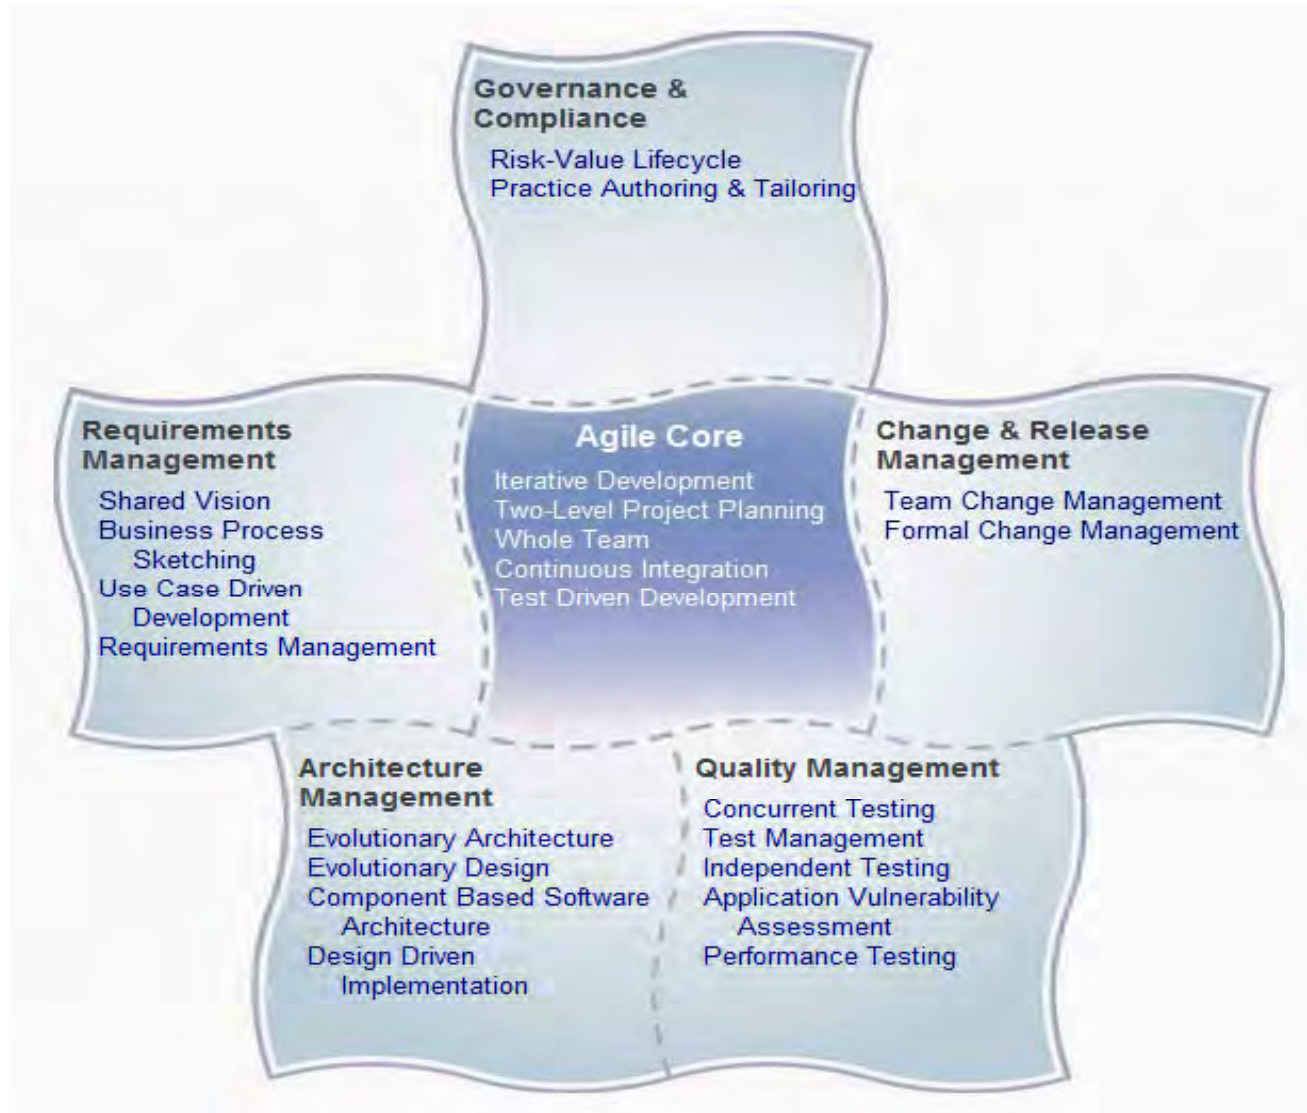 Governance &
Compliance
Risk-Value Lifecycle
Practice Authoring & Tailoring
Requirements
Management
Shared Vision
Business Process
Sketching
Use Case Driven
Development
Requirements Management
Agile Core
Iterative Development
Two-Level Project Planning
Whole Team
Continuous Integration
Test Driven Development
Change & Release
Management
Team Change Management
Formal Change Management
Architecture
Management
Evolutionary Architecture
Evolutionary Design
Component Based Software
Architecture
Design Driven
Implementation
Quality Management
Concurrent Testing
Test Management
Independent Testing
Application Vulnerability
Assessment
Performance Testing